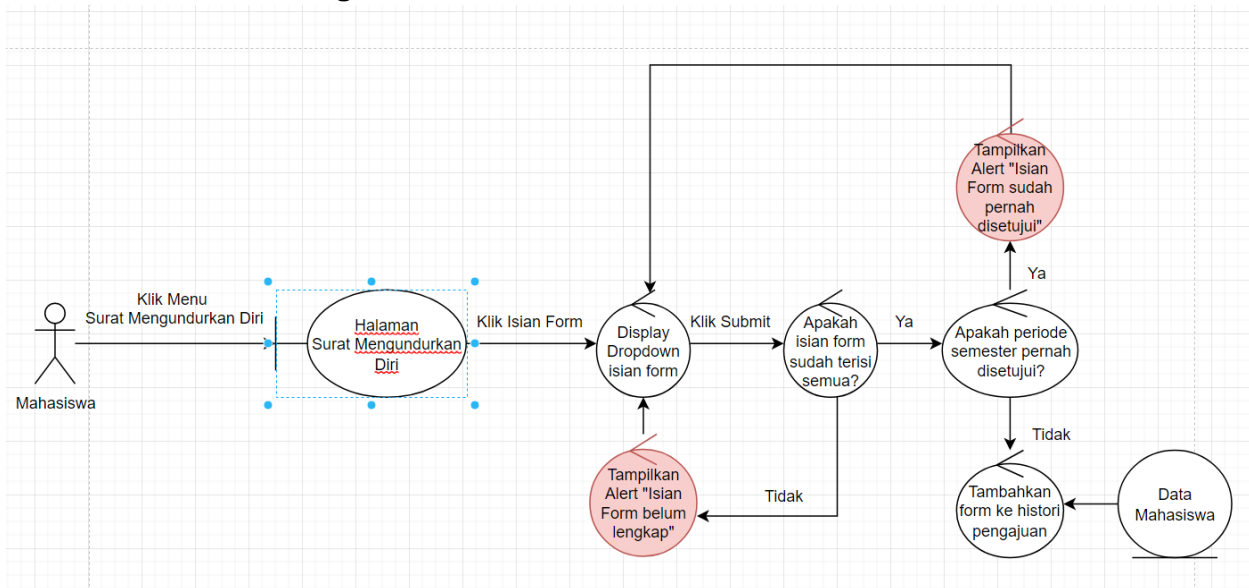 Tampilkan
Alert "Isian
Form sudah
pernah
disetujui"
Ya
Klik Menu
Surat Mengundurkan Diri
Mahasiswa
Halaman
Surat Mengundurkan
Diri
Klik Isian Form
Display
Dropdown
isian form
Klik Submit
Apakah
isian form
sudah terisi
semua?
Ya
Apakah periode
semester pernah
disetujui?
Tidak
Tampilkan
Alert "Isian
Form belum
lengkap"
Tidak
Tambahkan
form ke histori
pengajuan
Data
Mahasiswa